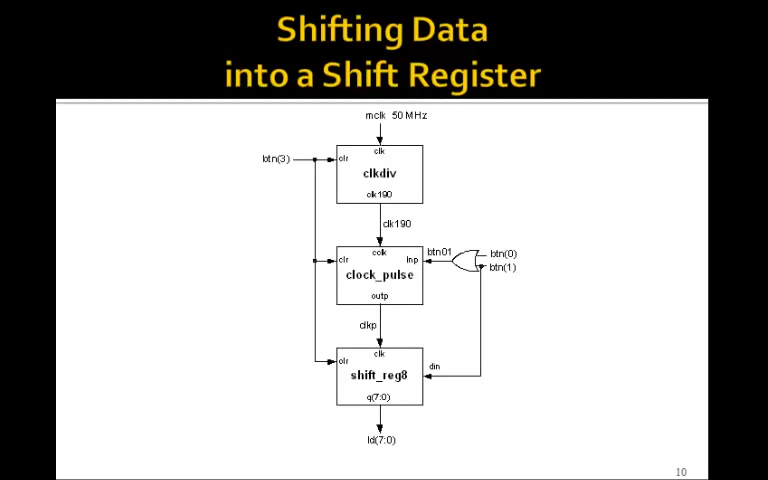 Shifting Data
into a Shift Register
mclk 50 MHz
clk
btn(3)
clr
clkdiv
clk190
clk190
cclk
btn01
btn(0)
clr
inp
btn(1)
clock_pulse
outp
clkp
clk
clr
din
shift_reg8
q(7:0)
ld(7:0)
10